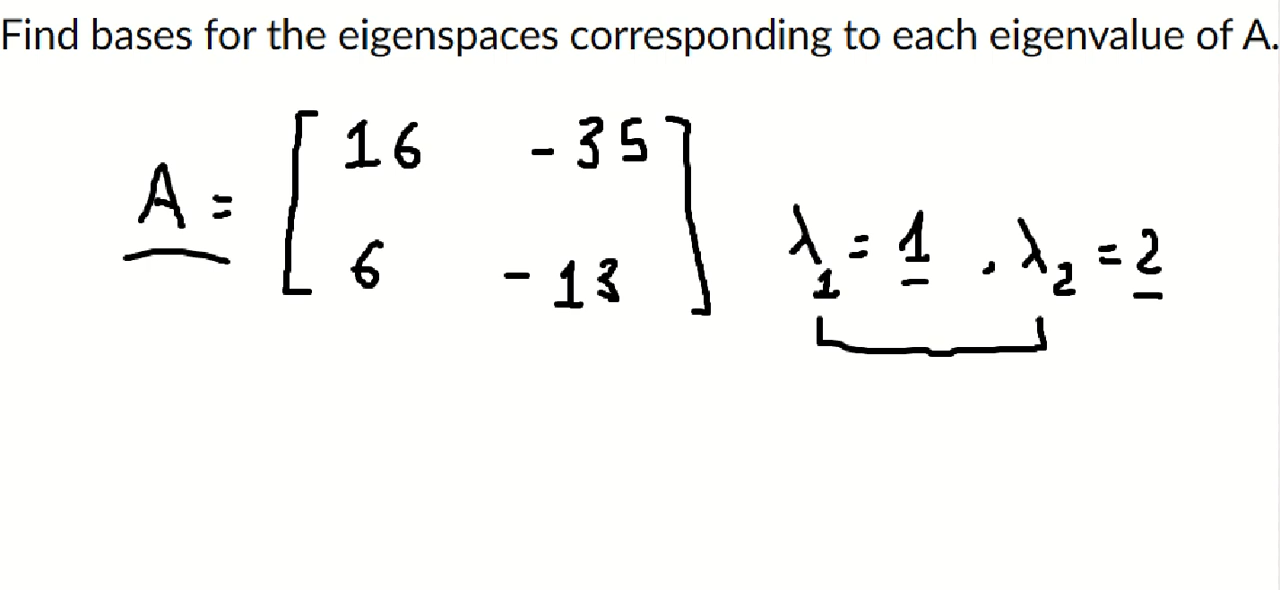 Find bases for the eigenspaces corresponding to each eigenvalue of A.
A = [ 16 -35
6 -13 ]
λ₁ = 1 , λ₂ = 2